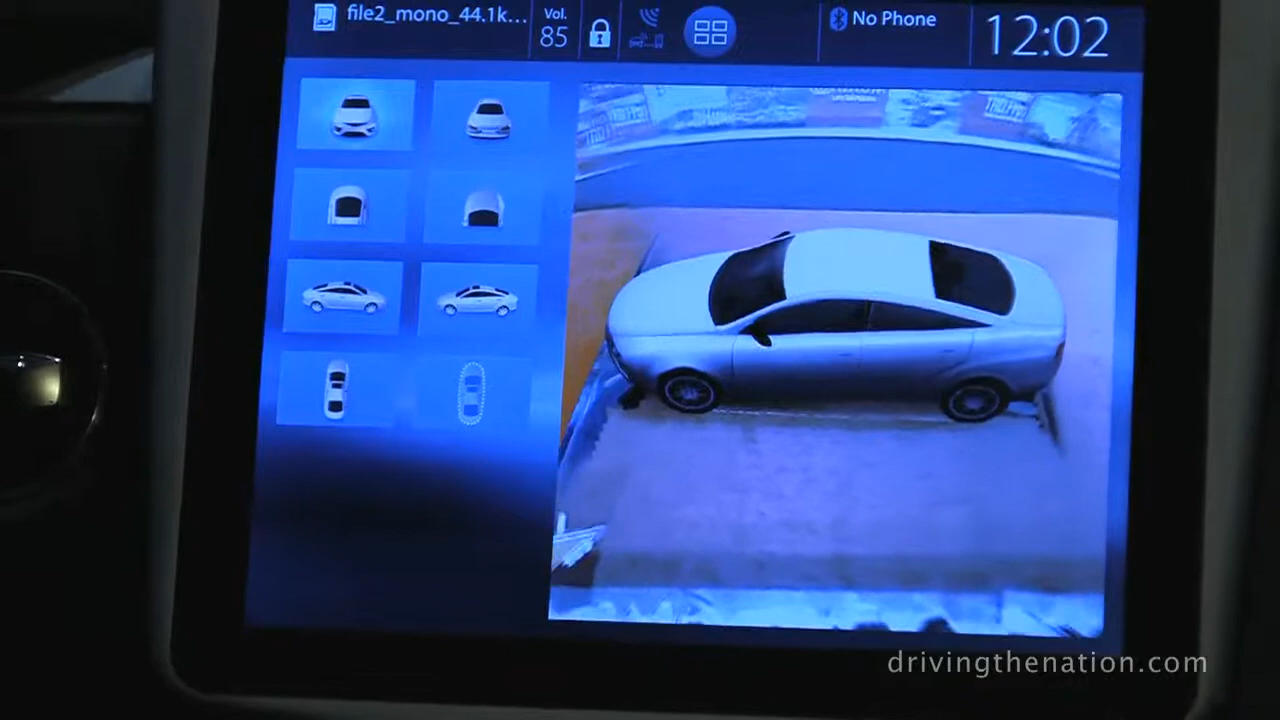 file2_mono_44.1k...
Vol.
85
No Phone
12:02
drivingthenation.com